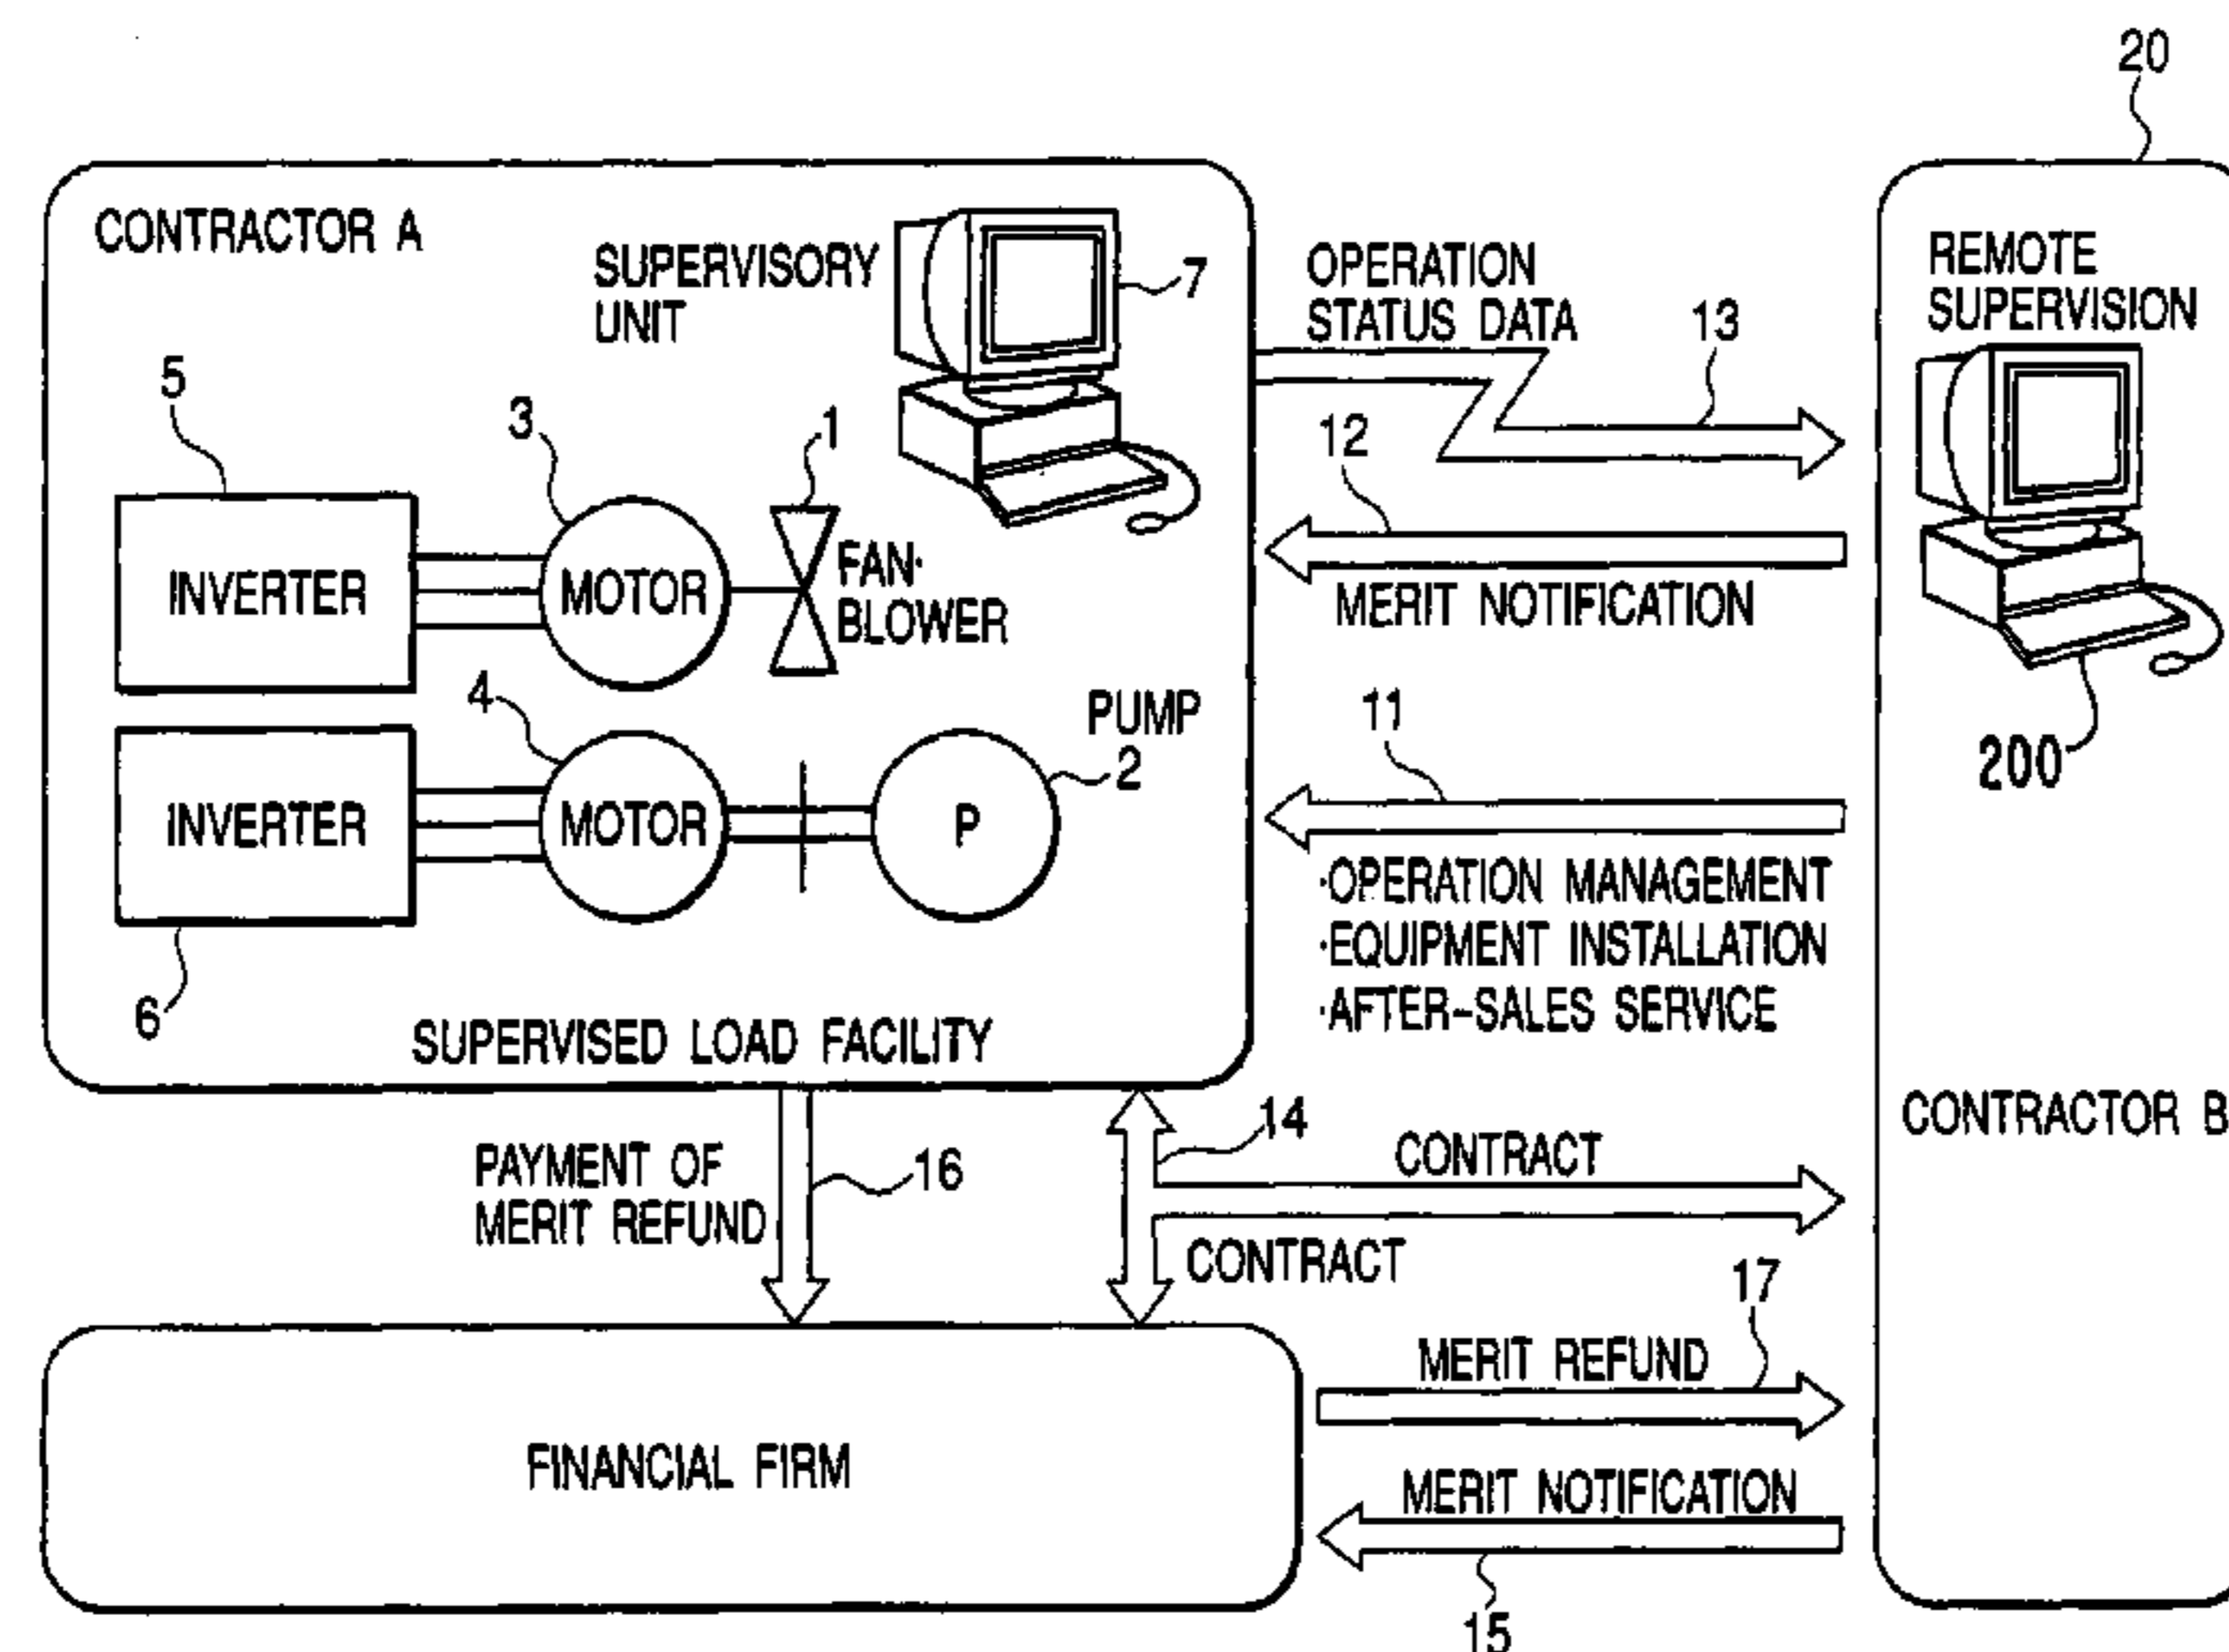 20
CONTRACTOR A
SUPERVISORY
UNIT
7
OPERATION
STATUS DATA
13
REMOTE
SUPERVISION
5
3
1
12
INVERTER
MOTOR
FAN·
BLOWER
MERIT NOTIFICATION
4
PUMP
2
11
200
INVERTER
MOTOR
P
·OPERATION MANAGEMENT
·EQUIPMENT INSTALLATION
·AFTER-SALES SERVICE
6
SUPERVISED LOAD FACILITY
CONTRACTOR B
PAYMENT OF
MERIT REFUND
16
14
CONTRACT
CONTRACT
17
MERIT REFUND
FINANCIAL FIRM
MERIT NOTIFICATION
15